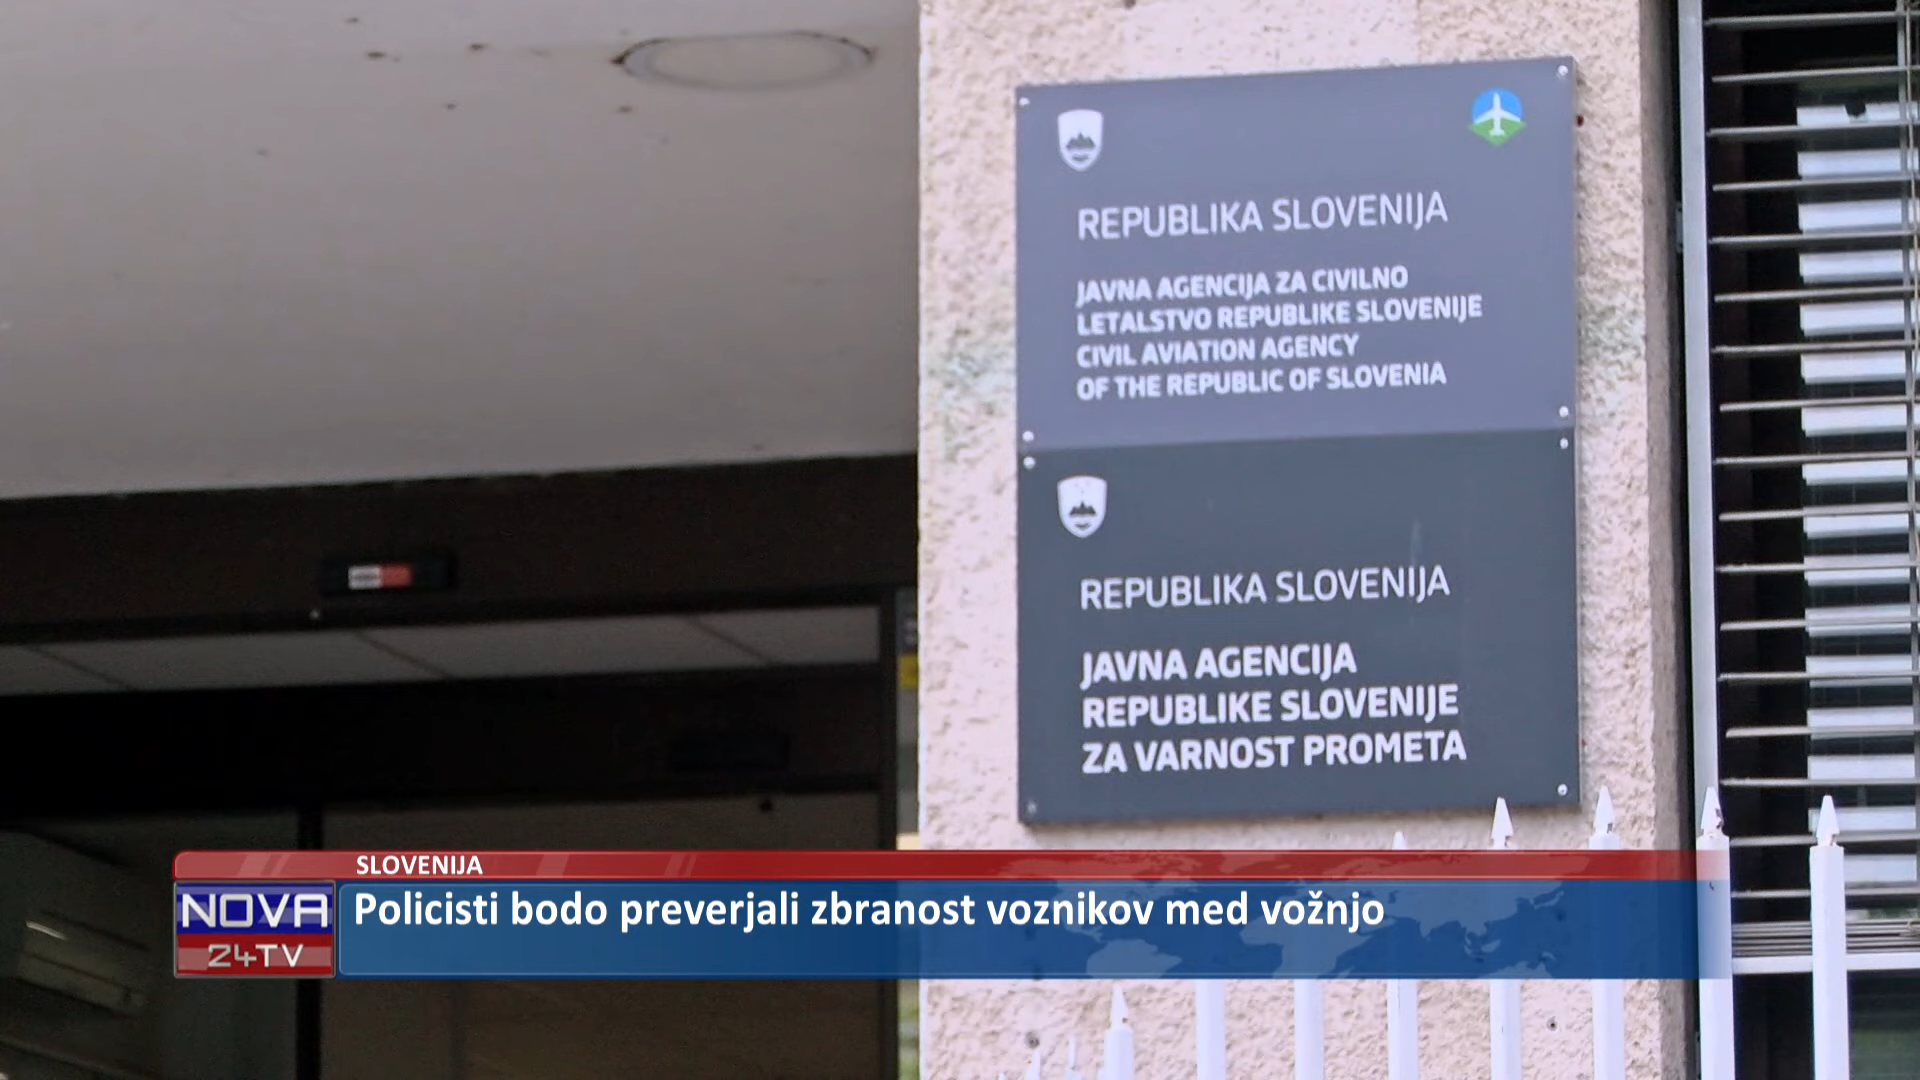 REPUBLIKA SLOVENIJA
JAVNA AGENCIJA ZA CIVILNO
LETALSTVO REPUBLIKE SLOVENIJE
CIVIL AVIATION AGENCY
OF THE REPUBLIC OF SLOVENIA
REPUBLIKA SLOVENIJA
JAVNA AGENCIJA
REPUBLIKE SLOVENIJE
ZA VARNOST PROMETA
SLOVENIJA
NOVA
24TV
Policisti bodo preverjali zbranost voznikov med vožnjo